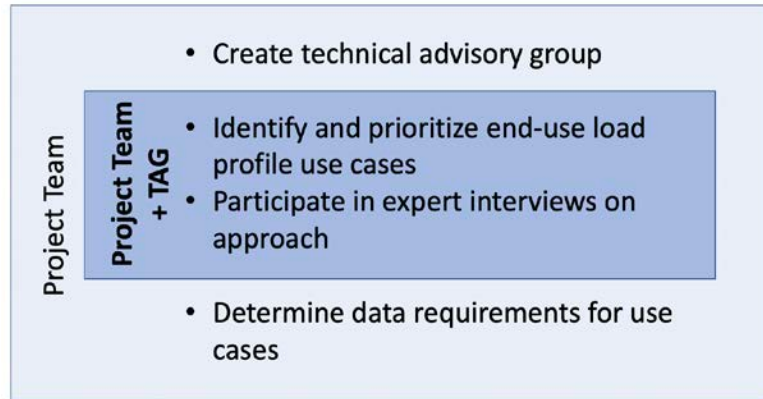 Project Team
• Create technical advisory group
Project Team
+ TAG
• Identify and prioritize end-use load
profile use cases
• Participate in expert interviews on
approach
• Determine data requirements for use
cases